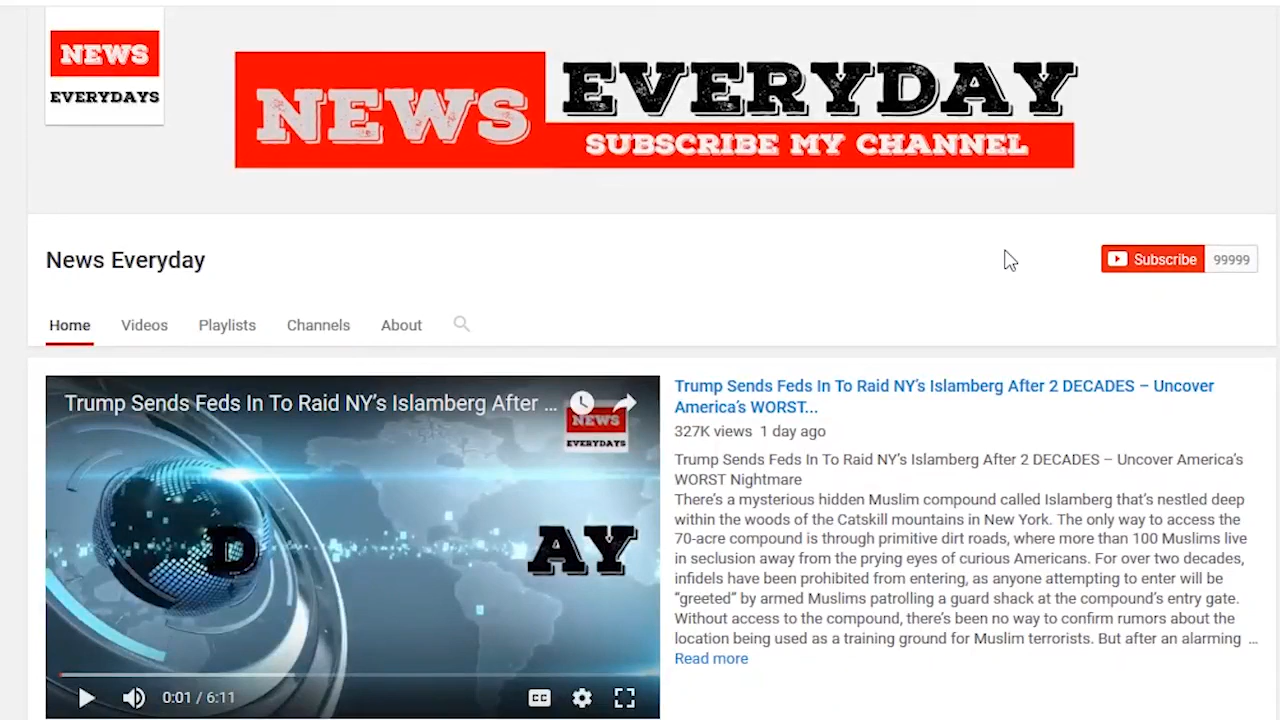 NEWS
EVERYDAYS
NEWS
EVERYDAY
SUBSCRIBE MY CHANNEL
News Everyday
Subscribe 99999
Home Videos Playlists Channels About
Trump Sends Feds In To Raid NY's Islamberg After ...
NEWS
EVERYDAYS
D AY
0:01 / 6:11
CC
Trump Sends Feds In To Raid NY's Islamberg After 2 DECADES – Uncover
America's WORST...
327K views 1 day ago
Trump Sends Feds In To Raid NY's Islamberg After 2 DECADES – Uncover America's
WORST Nightmare
There's a mysterious hidden Muslim compound called Islamberg that's nestled deep
within the woods of the Catskill mountains in New York. The only way to access the
70-acre compound is through primitive dirt roads, where more than 100 Muslims live
in seclusion away from the prying eyes of curious Americans. For over two decades,
infidels have been prohibited from entering, as anyone attempting to enter will be
“greeted” by armed Muslims patrolling a guard shack at the compound's entry gate.
Without access to the compound, there's been no way to confirm rumors about the
location being used as a training ground for Muslim terrorists. But after an alarming ...
Read more